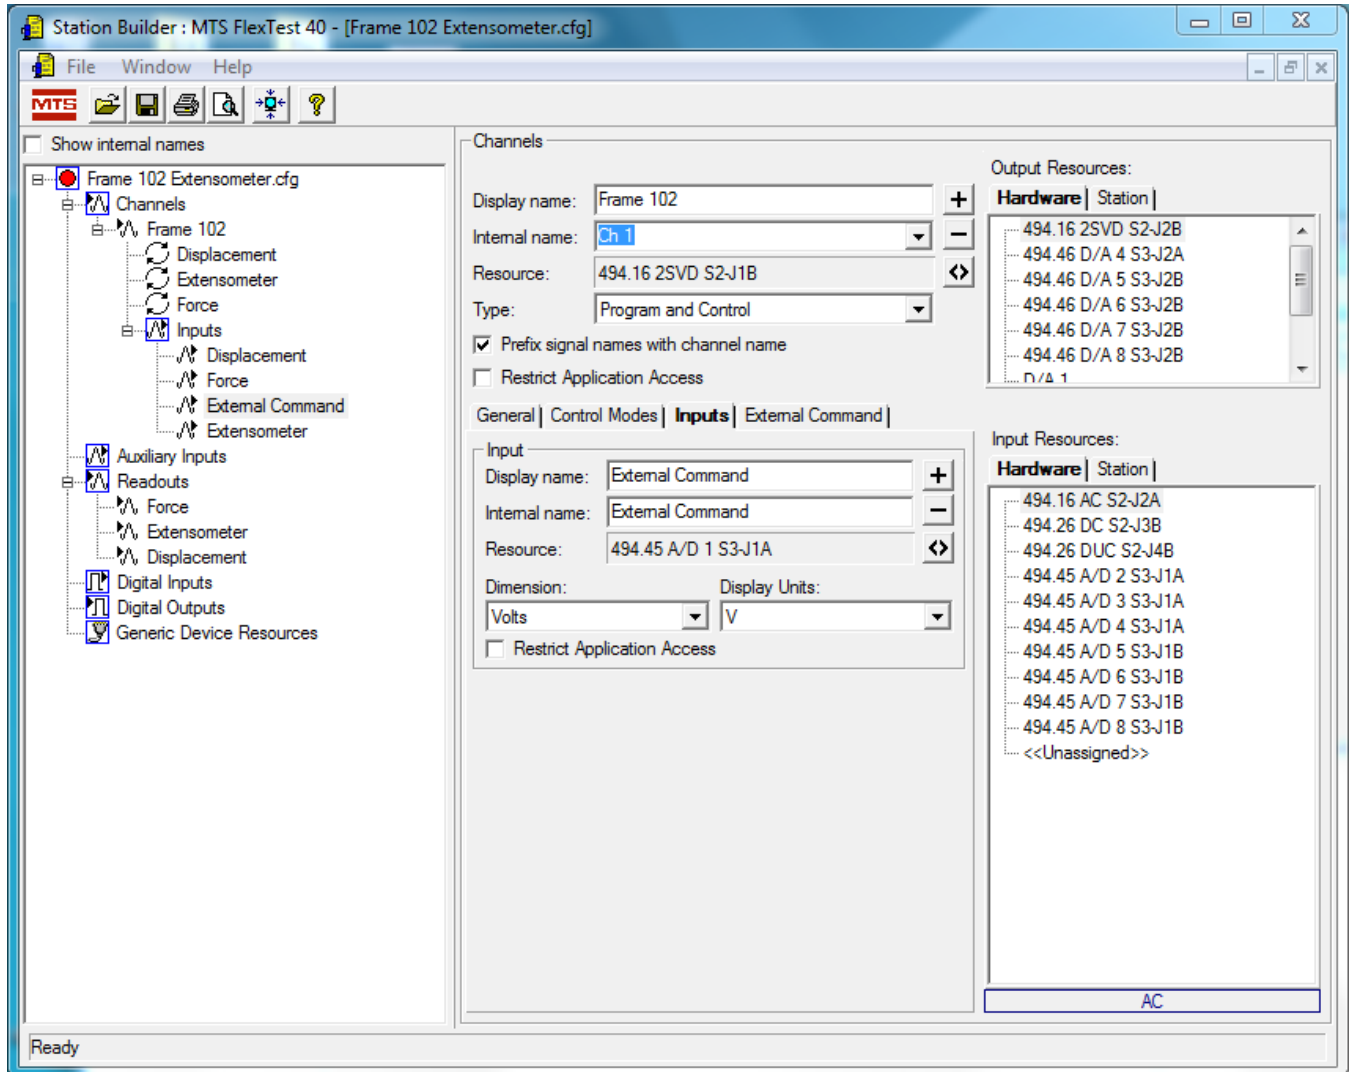 Station Builder : MTS FlexTest 40 - [Frame 102 Extensometer.cfg]
File Window Help
MTS
Show internal names
Frame 102 Extensometer.cfg
Channels
Frame 102
Displacement
Extensometer
Force
Inputs
Displacement
Force
External Command
Extensometer
Auxiliary Inputs
Readouts
Force
Extensometer
Displacement
Digital Inputs
Digital Outputs
Generic Device Resources
Channels
Display name: Frame 102
Internal name: Ch 1
Resource: 494.16 2SVD S2-J1B
Type: Program and Control
Prefix signal names with channel name
Restrict Application Access
General Control Modes Inputs External Command
Input
Display name: External Command
Internal name: External Command
Resource: 494.45 A/D 1 S3-J1A
Dimension: Display Units:
Volts V
Restrict Application Access
Output Resources:
Hardware Station
494.16 2SVD S2-J2B
494.46 D/A 4 S3-J2A
494.46 D/A 5 S3-J2B
494.46 D/A 6 S3-J2B
494.46 D/A 7 S3-J2B
494.46 D/A 8 S3-J2B
D/A 1
Input Resources:
Hardware Station
494.16 AC S2-J2A
494.26 DC S2-J3B
494.26 DUC S2-J4B
494.45 A/D 2 S3-J1A
494.45 A/D 3 S3-J1A
494.45 A/D 4 S3-J1A
494.45 A/D 5 S3-J1B
494.45 A/D 6 S3-J1B
494.45 A/D 7 S3-J1B
494.45 A/D 8 S3-J1B
<<Unassigned>>
AC
Ready